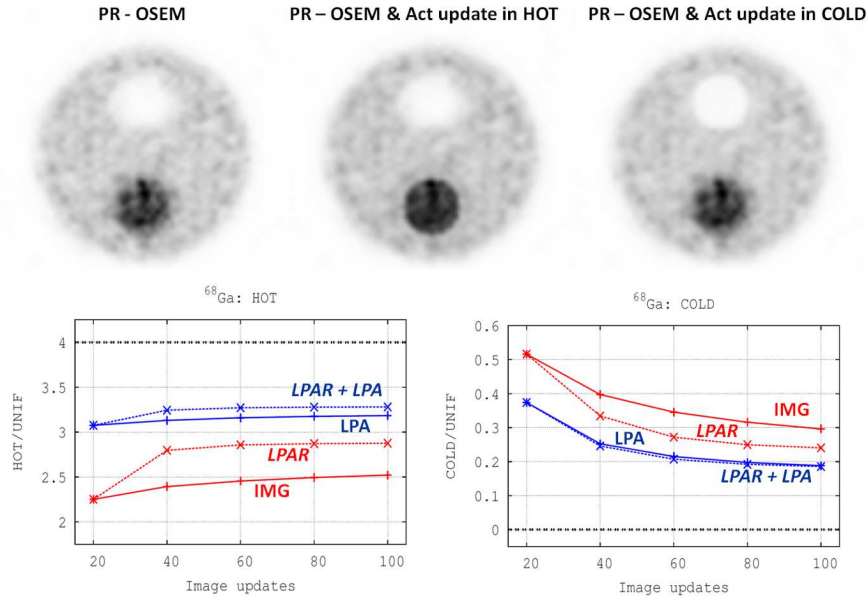 PR - OSEM
PR – OSEM & Act update in HOT
PR – OSEM & Act update in COLD
68Ga: HOT
HOT/UNIF
4
3.5
3
2.5
2
LPAR + LPA
LPA
LPAR
IMG
20 40 60 80 100
Image updates
68Ga: COLD
COLD/UNIF
0.6
0.5
0.4
0.3
0.2
0.1
0
IMG
LPAR
LPA
LPAR + LPA
20 40 60 80 100
Image updates